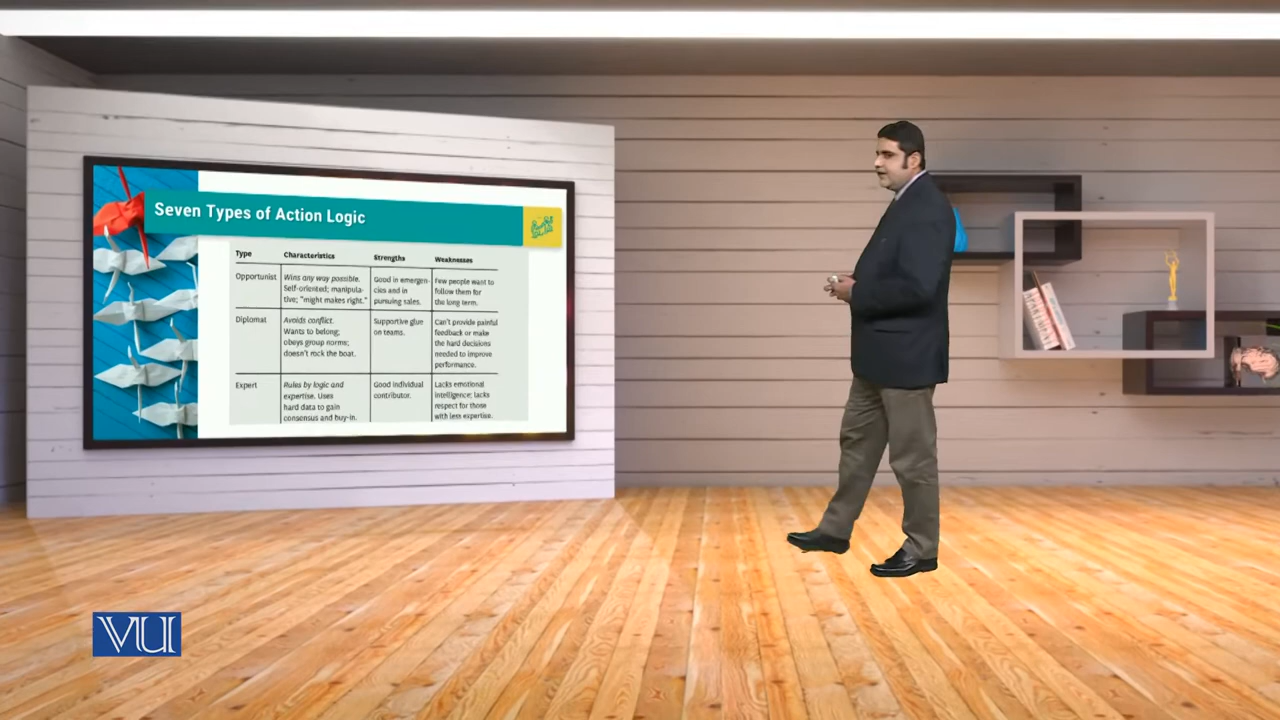 Seven Types of Action Logic
Type Characteristics Strengths Weaknesses
Opportunist
Wins any way possible.
Self-oriented; manipula-
tive; "might makes right."
Good in emergen-
cies and in
pursuing sales.
Few people want to
follow them for
the long term.
Diplomat
Avoids conflict.
Wants to belong;
obeys group norms;
doesn't rock the boat.
Supportive glue
on teams.
Can't provide painful
feedback or make
the hard decisions
needed to improve
performance.
Expert
Rules by logic and
expertise. Uses
hard data to gain
consensus and buy-in.
Good individual
contributor.
Lacks emotional
intelligence; lacks
respect for those
with less expertise.
VU